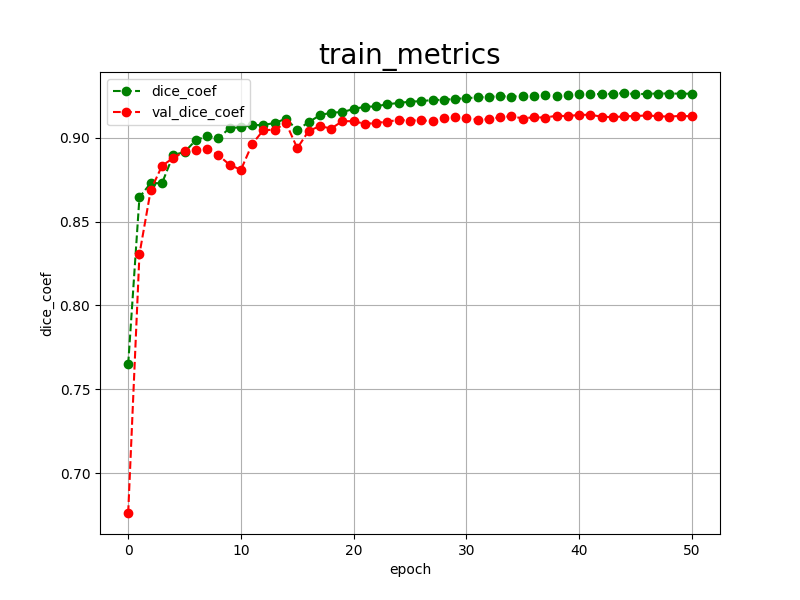 train_metrics
dice_coef
val_dice_coef
0.90
0.85
0.80
0.75
0.70
dice_coef
0 10 20 30 40 50
epoch